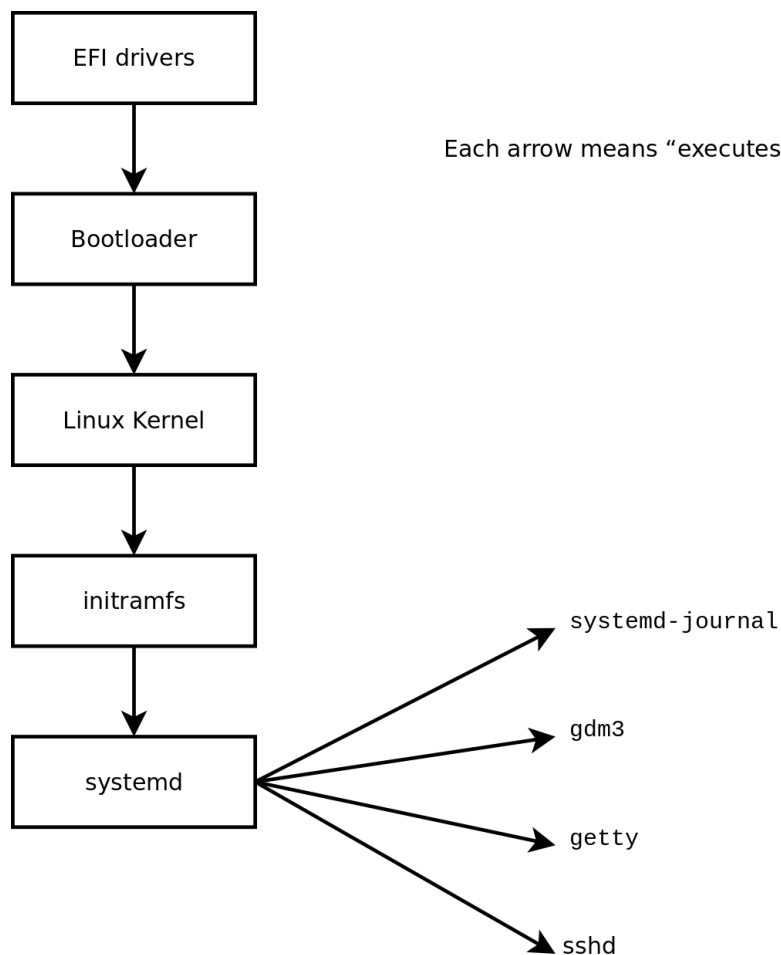 EFI drivers
Each arrow means “executes
Bootloader
Linux Kernel
initramfs
systemd-journal
gdm3
systemd
getty
sshd